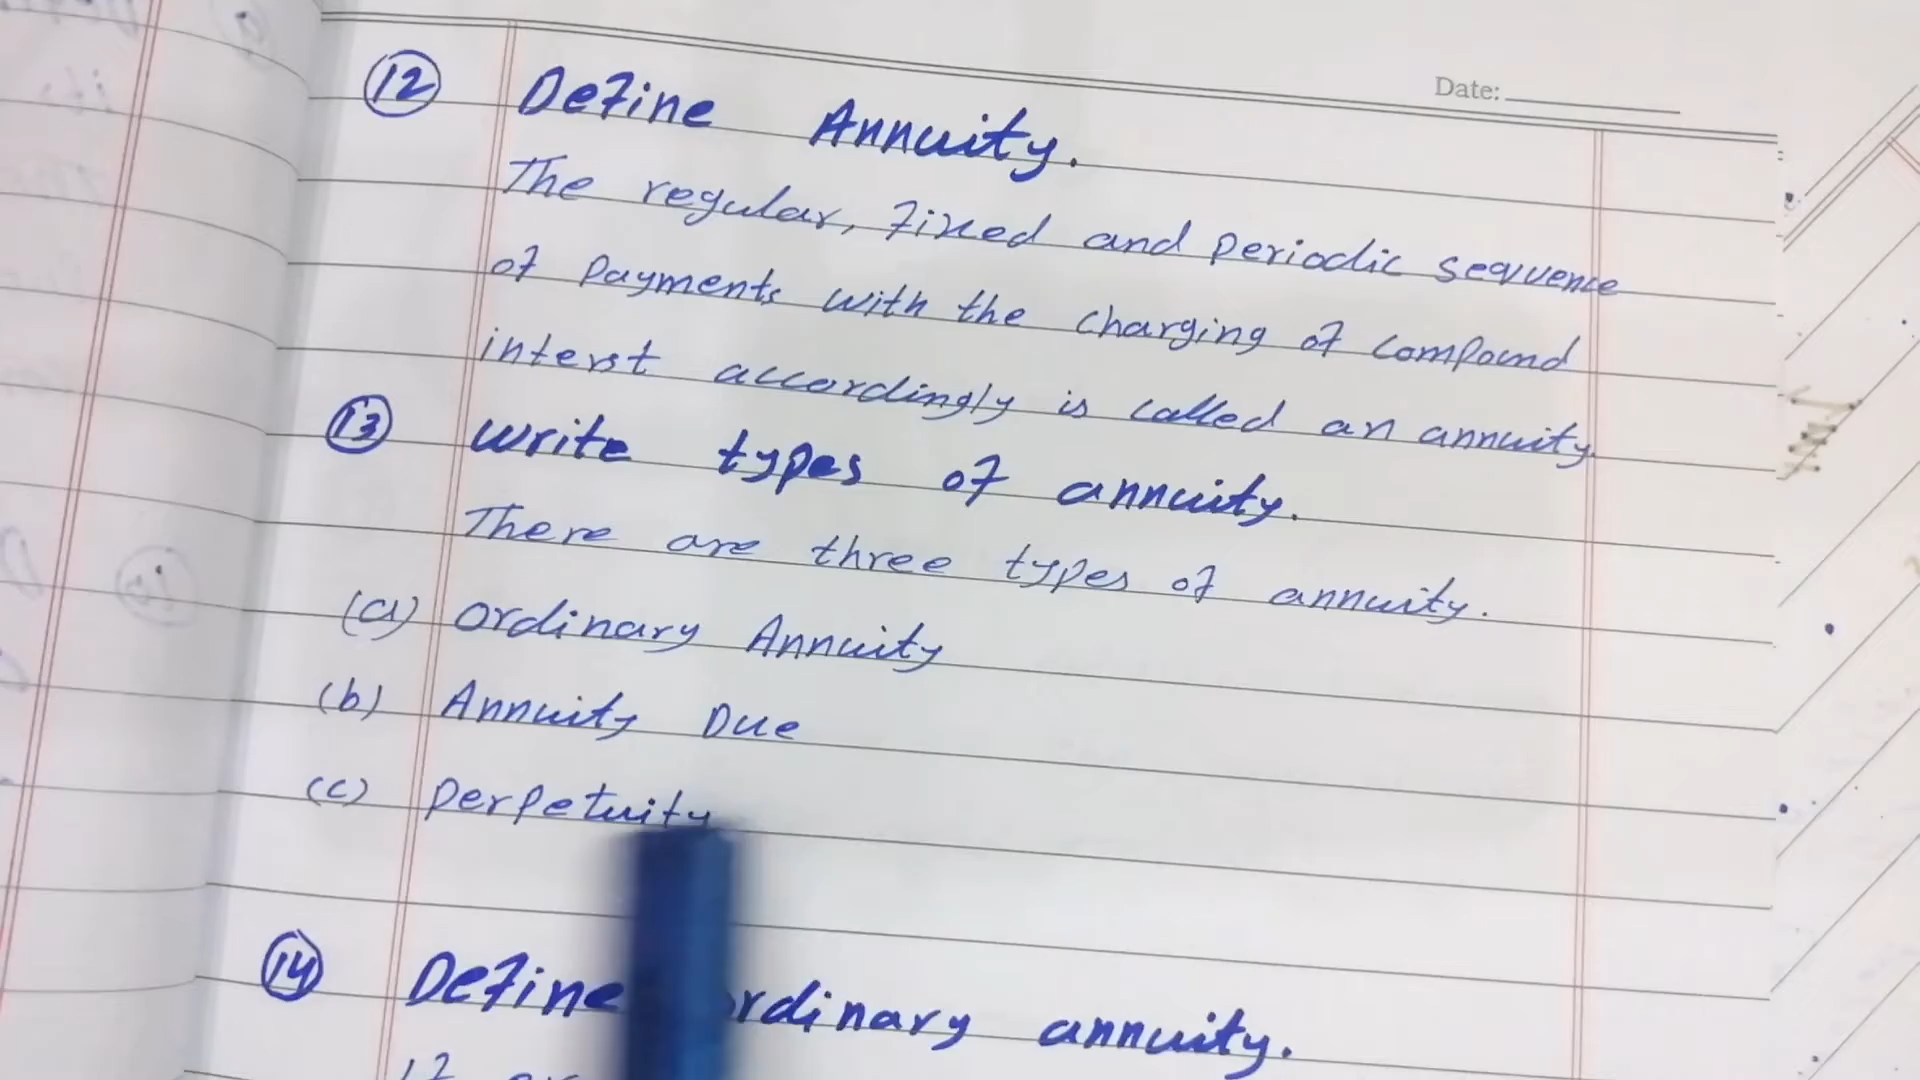 Date:
12 Define Annuity.
The regular, fixed and periodic sequence
of payments with the charging of compound
interst accordingly is called an annuity.
13 write types of annuity.
There are three types of annuity.
(a) ordinary Annuity
(b) Annuity Due
(c) perpetuity
14 Define ordinary annuity.